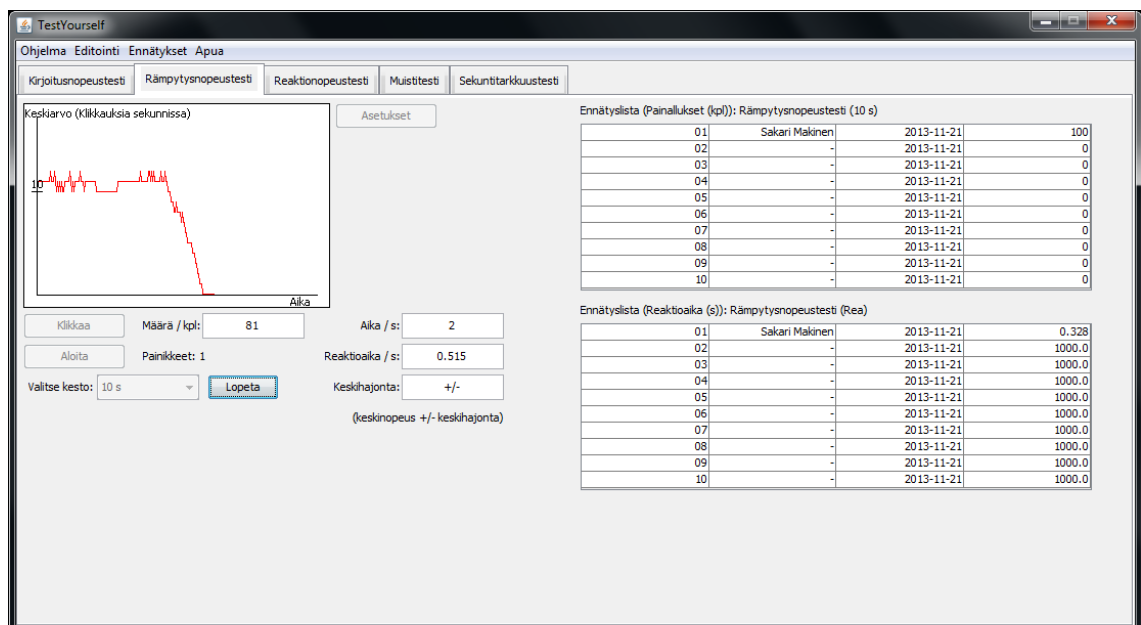 TestYourself
Ohjelma Editointi Ennätykset Apua
Kirjoitusnopeustesti Rämpytysnopeustesti Reaktionopeustesti Muistitesti Sekuntitarkkuustesti
Keskiarvo (Klikkauksia sekunnissa)
10
Aika
Asetukset
Klikkaa Määrä / kpl: 81 Aika / s: 2
Aloita Painikkeet: 1 Reaktioaika / s: 0.515
Valitse kesto: 10 s Lopeta Keskihajonta: +/-
(keskinopeus +/- keskihajonta)
Ennätyslista (Painallukset (kpl)): Rämpytysnopeustesti (10 s)
01 Sakari Makinen 2013-11-21 100
02 - 2013-11-21 0
03 - 2013-11-21 0
04 - 2013-11-21 0
05 - 2013-11-21 0
06 - 2013-11-21 0
07 - 2013-11-21 0
08 - 2013-11-21 0
09 - 2013-11-21 0
10 - 2013-11-21 0
Ennätyslista (Reaktioaika (s)): Rämpytysnopeustesti (Rea)
01 Sakari Makinen 2013-11-21 0.328
02 - 2013-11-21 1000.0
03 - 2013-11-21 1000.0
04 - 2013-11-21 1000.0
05 - 2013-11-21 1000.0
06 - 2013-11-21 1000.0
07 - 2013-11-21 1000.0
08 - 2013-11-21 1000.0
09 - 2013-11-21 1000.0
10 - 2013-11-21 1000.0